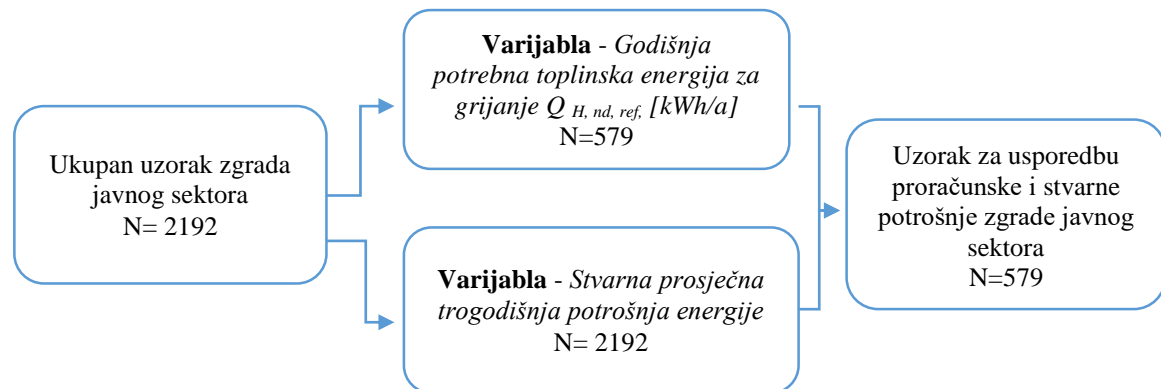 Ukupan uzorak zgrada
javnog sektora
N= 2192
Varijabla - Godišnja
potrebna toplinska energija za
grijanje Q H, nd, ref, [kWh/a]
N=579
Varijabla - Stvarna prosječna
trogodišnja potrošnja energije
N= 2192
Uzorak za usporedbu
proračunske i stvarne
potrošnje zgrade javnog
sektora
N=579